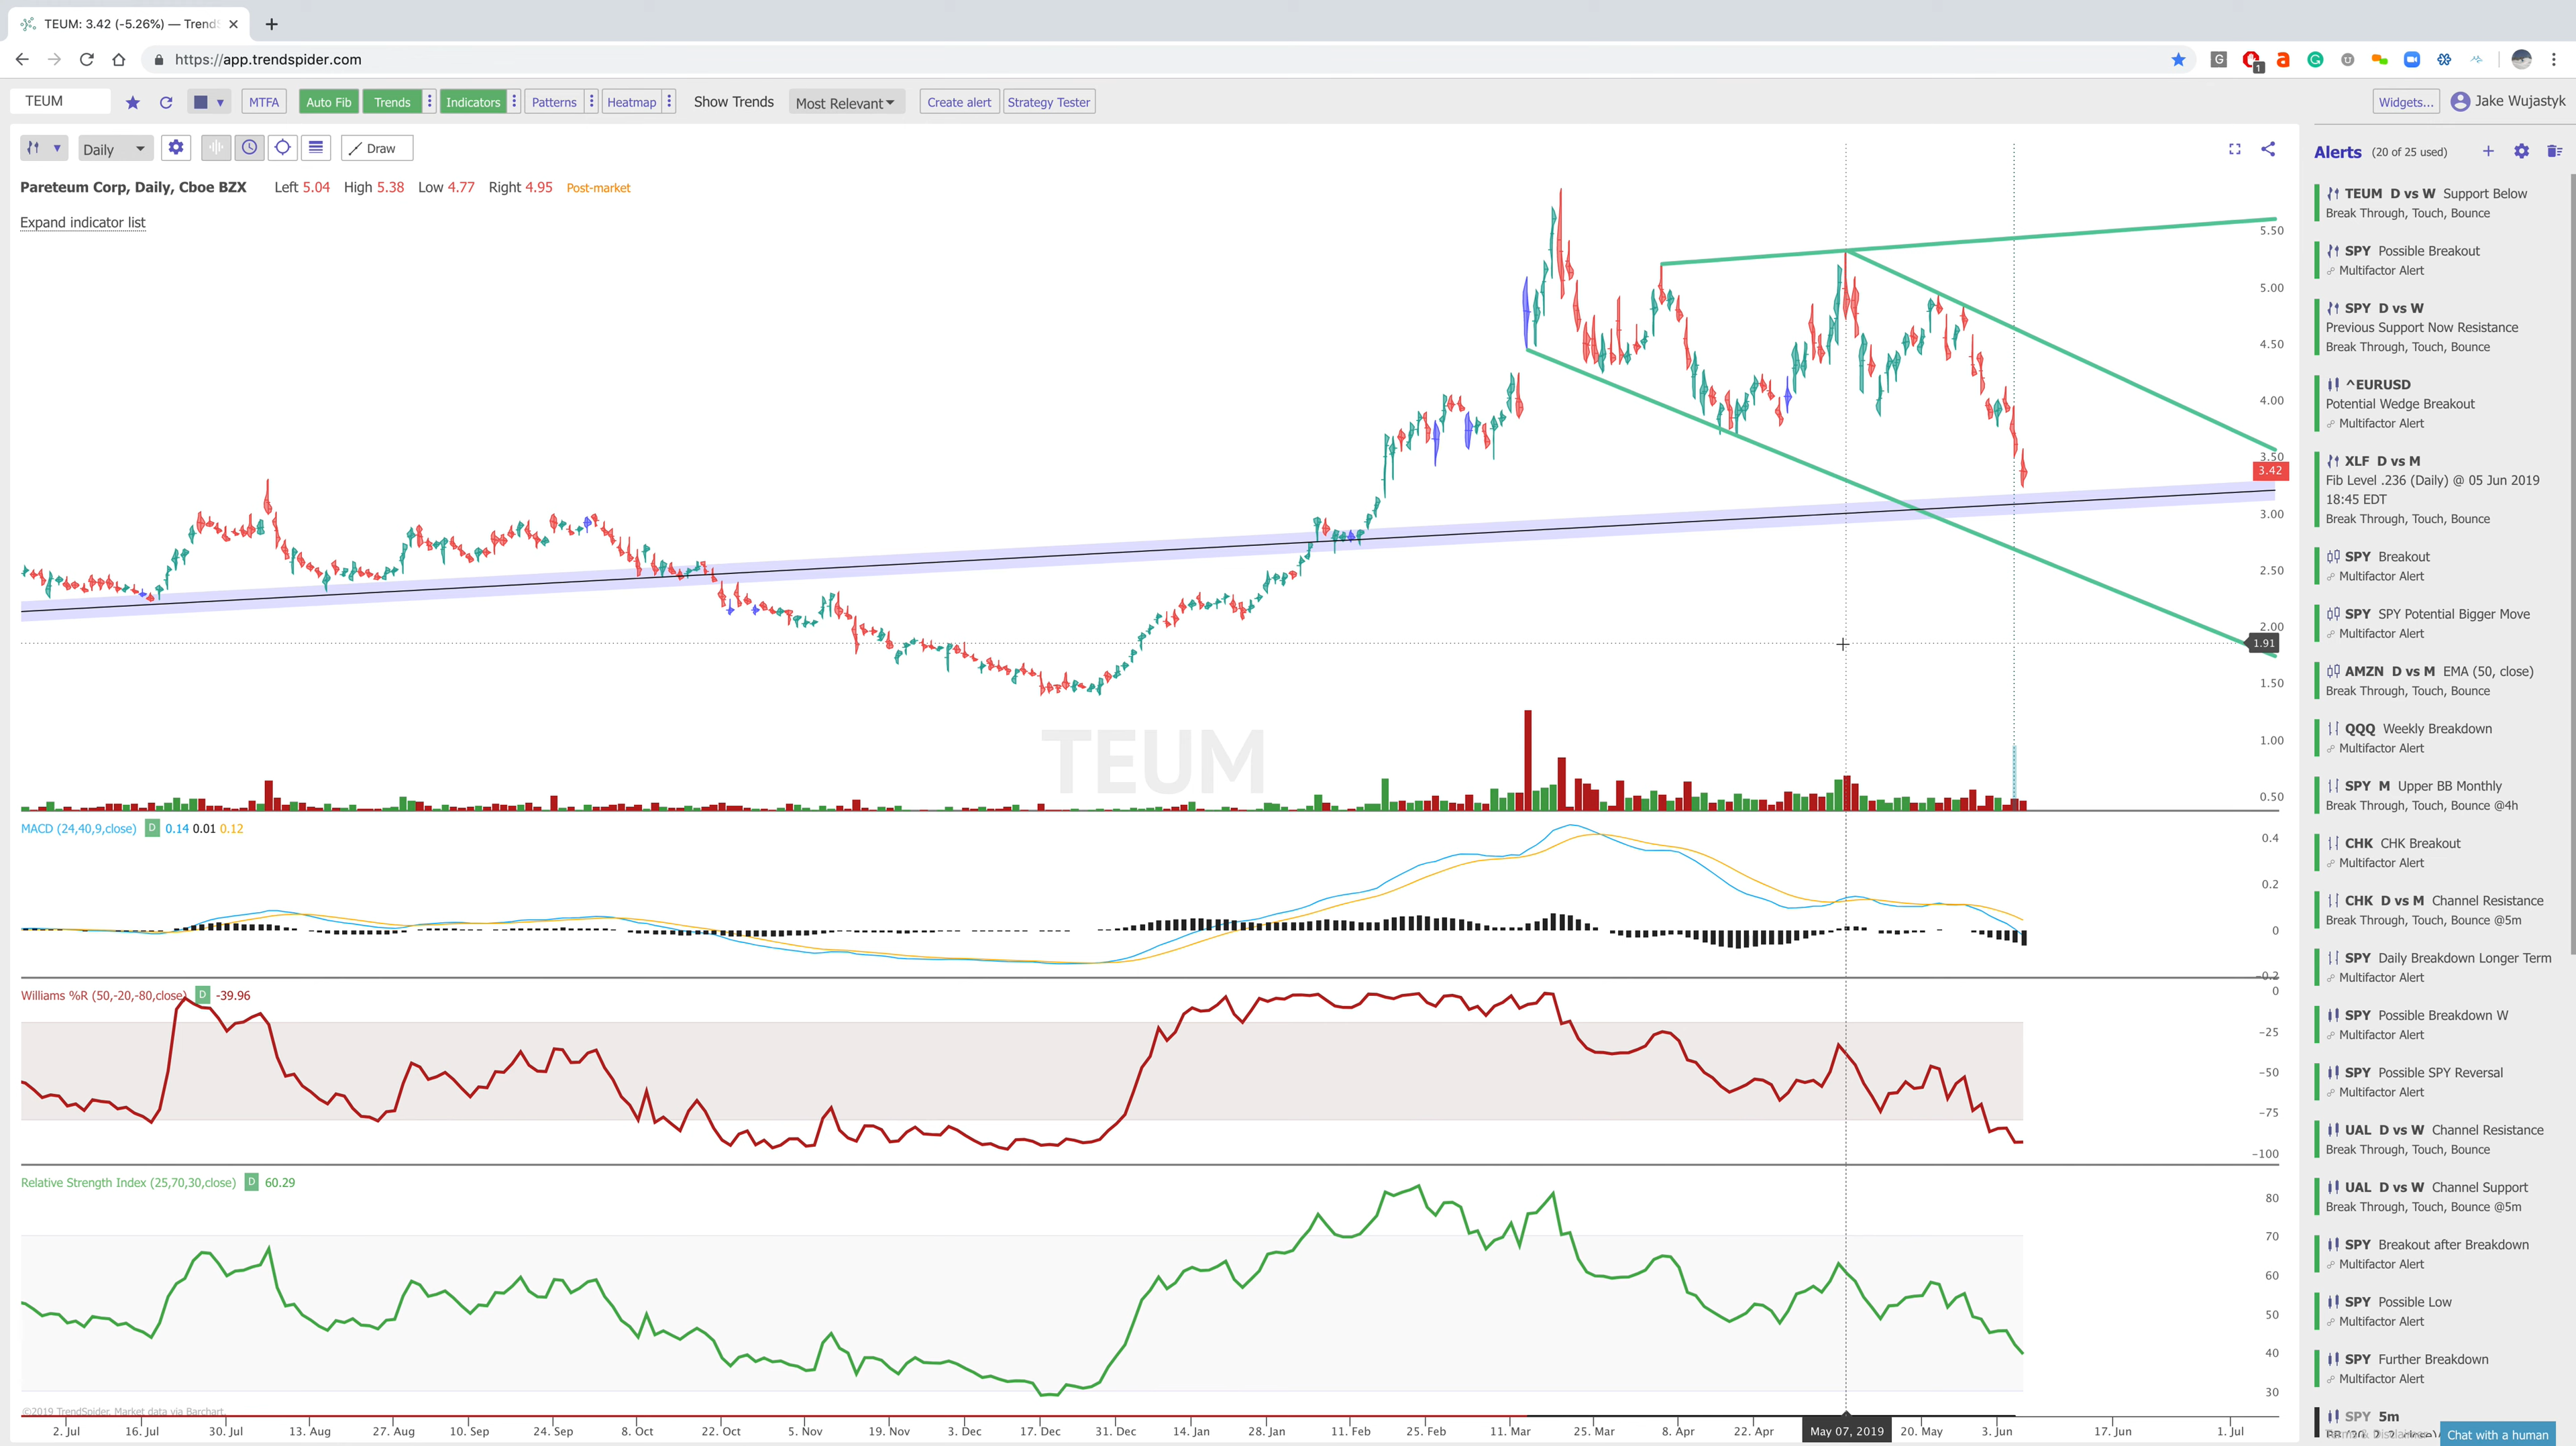 TEUM: 3.42 (-5.26%) — Trend
https://app.trendspider.com
TEUM MTFA Auto Fib Trends Indicators Patterns Heatmap Show Trends Most Relevant Create alert Strategy Tester Widgets... Jake Wujastyk
Daily Draw
Pareteum Corp, Daily, Cboe BZX Left 5.04 High 5.38 Low 4.77 Right 4.95 Post-market
Expand indicator list
5.50
5.00
4.50
4.00
3.50
3.42
3.00
2.50
2.00
1.91
1.50
1.00
0.50
TEUM
MACD (24,40,9,close) D 0.14 0.01 0.12
0.4
0.2
0
-0.2
Williams %R (50,-20,-80,close) D -39.96
0
-25
-50
-75
-100
Relative Strength Index (25,70,30,close) D 60.29
80
70
60
50
40
30
©2019 TrendSpider. Market data via Barchart.
2. Jul 16. Jul 30. Jul 13. Aug 27. Aug 10. Sep 24. Sep 8. Oct 22. Oct 5. Nov 19. Nov 3. Dec 17. Dec 31. Dec 14. Jan 28. Jan 11. Feb 25. Feb 11. Mar 25. Mar 8. Apr 22. Apr May 07, 2019 20. May 3. Jun 17. Jun 1. Jul
Alerts (20 of 25 used)
TEUM D vs W Support Below
Break Through, Touch, Bounce
SPY Possible Breakout
Multifactor Alert
SPY D vs W
Previous Support Now Resistance
Break Through, Touch, Bounce
^EURUSD
Potential Wedge Breakout
Multifactor Alert
XLF D vs M
Fib Level .236 (Daily) @ 05 Jun 2019
18:45 EDT
Break Through, Touch, Bounce
SPY Breakout
Multifactor Alert
SPY SPY Potential Bigger Move
Multifactor Alert
AMZN D vs M EMA (50, close)
Break Through, Touch, Bounce
QQQ Weekly Breakdown
Multifactor Alert
SPY M Upper BB Monthly
Break Through, Touch, Bounce @4h
CHK CHK Breakout
Multifactor Alert
CHK D vs M Channel Resistance
Break Through, Touch, Bounce @5m
SPY Daily Breakdown Longer Term
Multifactor Alert
SPY Possible Breakdown W
Multifactor Alert
SPY Possible SPY Reversal
Multifactor Alert
UAL D vs W Channel Resistance
Break Through, Touch, Bounce
UAL D vs W Channel Support
Break Through, Touch, Bounce @5m
SPY Breakout after Breakdown
Multifactor Alert
SPY Possible Low
Multifactor Alert
SPY Further Breakdown
Multifactor Alert
SPY 5m
Chat with a human